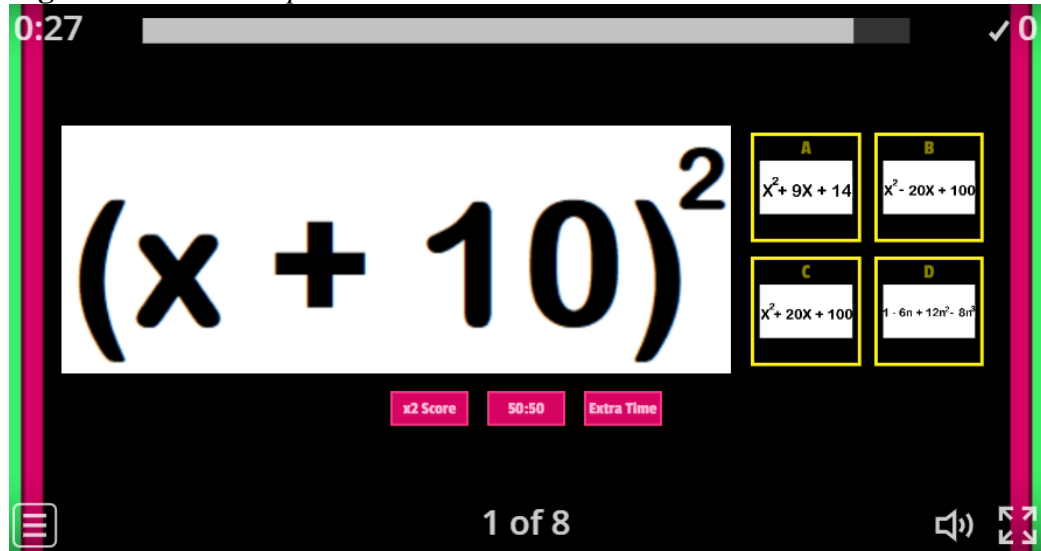 0:27
✓ 0
(x + 10)²
A
x²+ 9X + 14
B
x²- 20X + 100
C
x²+ 20X + 100
D
1 - 6n + 12n²- 8n³
x2 Score
50:50
Extra Time
1 of 8